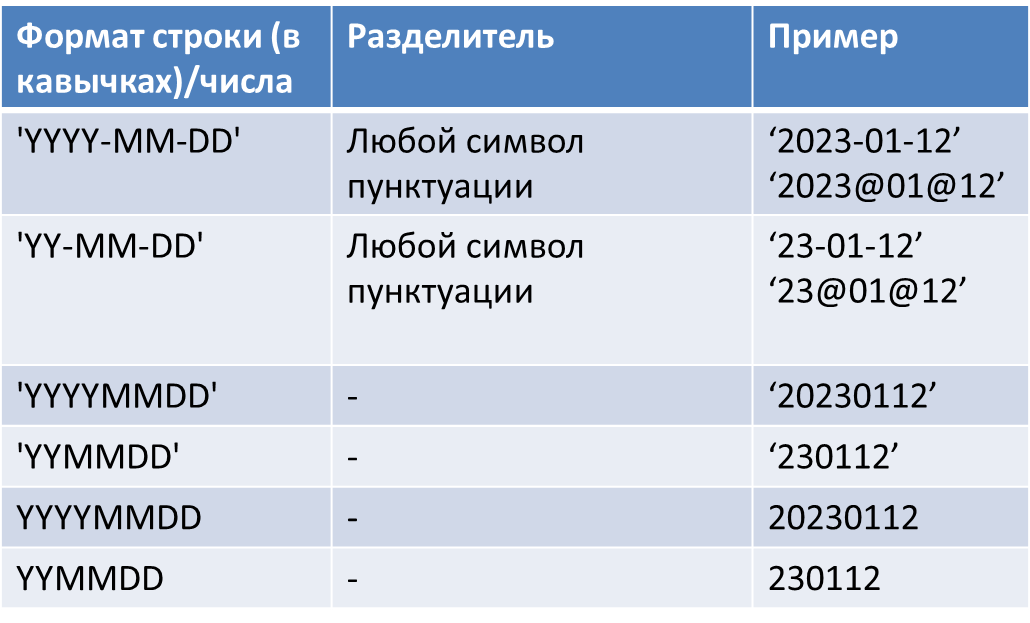 Формат строки (в
кавычках)/числа
Разделитель
Пример
'YYYY-MM-DD'
Любой символ
пунктуации
‘2023-01-12’
‘2023@01@12’
'YY-MM-DD'
Любой символ
пунктуации
‘23-01-12’
‘23@01@12’
'YYYYMMDD'
-
‘20230112’
'YYMMDD'
-
‘230112’
YYYYMMDD
-
20230112
YYMMDD
-
230112